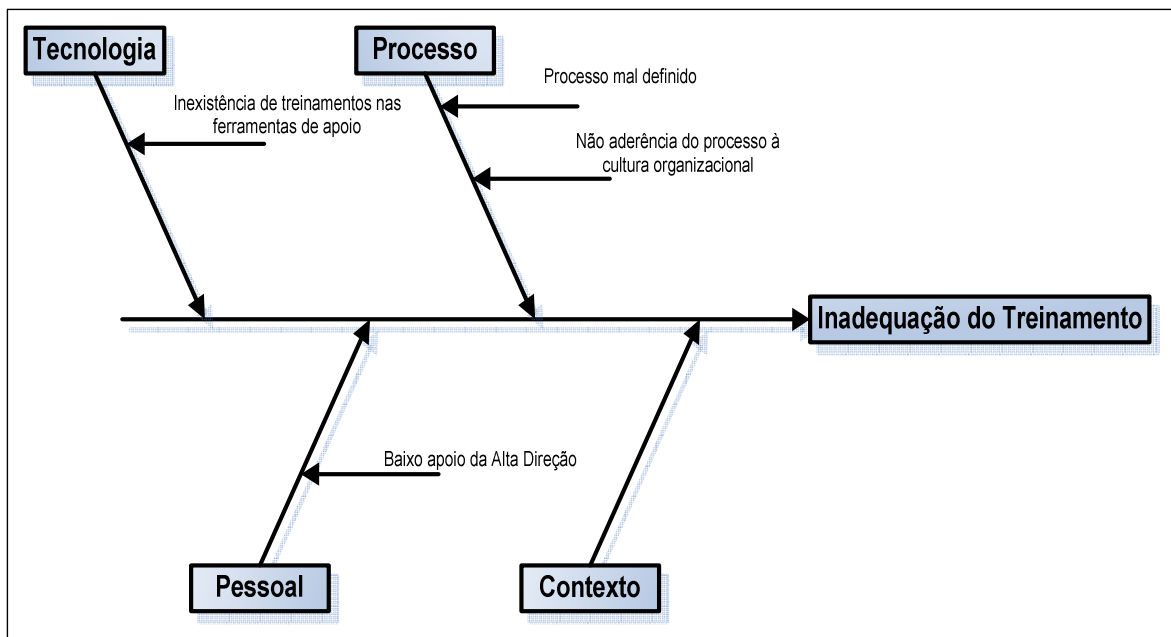 Tecnologia
Processo
Processo mal definido
Inexistência de treinamentos nas
ferramentas de apoio
Não aderência do processo à
cultura organizacional
Inadequação do Treinamento
Baixo apoio da Alta Direção
Pessoal
Contexto